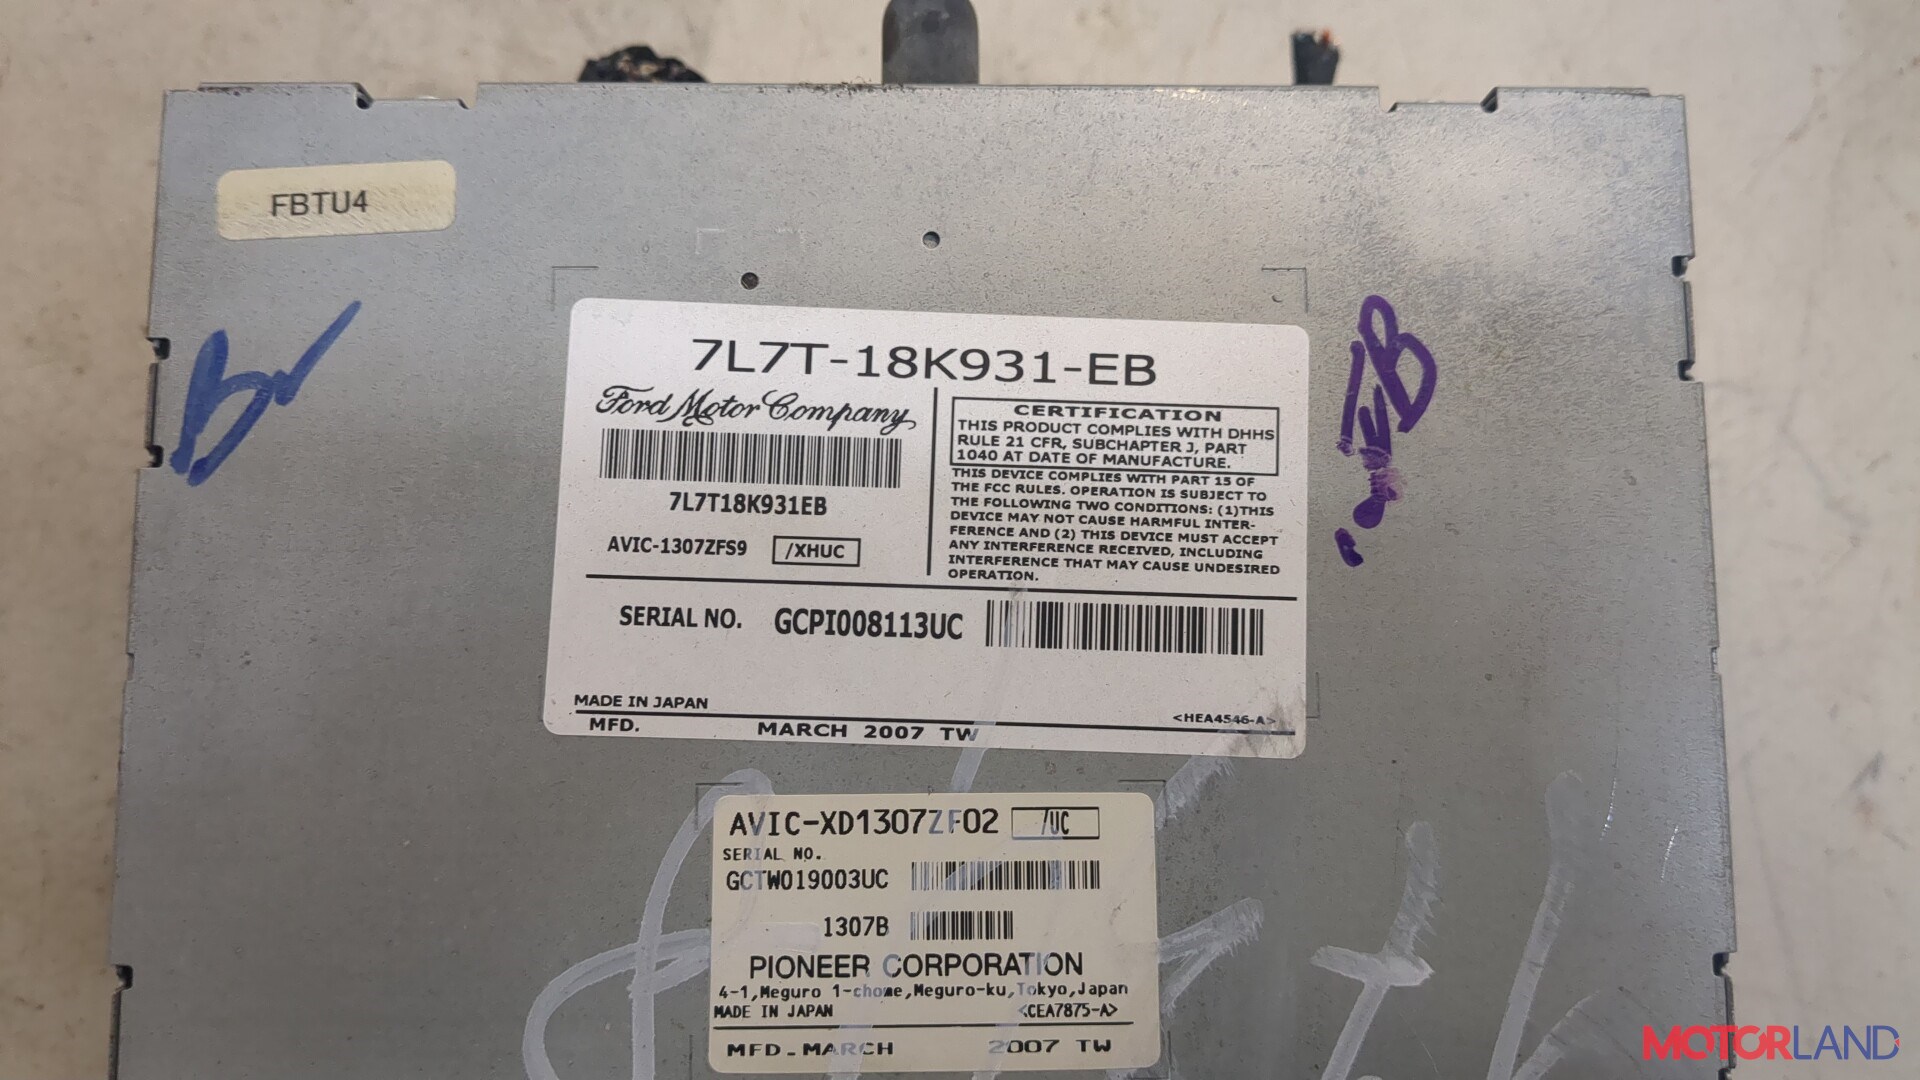 FBTU4
7L7T-18K931-EB
Ford Motor Company
7L7T18K931EB
AVIC-1307ZFS9 /XHUC
CERTIFICATION
THIS PRODUCT COMPLIES WITH DHHS
RULE 21 CFR, SUBCHAPTER J, PART
1040 AT DATE OF MANUFACTURE.
THIS DEVICE COMPLIES WITH PART 15 OF
THE FCC RULES. OPERATION IS SUBJECT TO
THE FOLLOWING TWO CONDITIONS: (1)THIS
DEVICE MAY NOT CAUSE HARMFUL INTER-
FERENCE AND (2) THIS DEVICE MUST ACCEPT
ANY INTERFERENCE RECEIVED, INCLUDING
INTERFERENCE THAT MAY CAUSE UNDESIRED
OPERATION.
SERIAL NO. GCPI008113UC
MADE IN JAPAN
<HEA4546-A>
MFD. MARCH 2007 TW
AVIC-XD1307ZF02 /UC
SERIAL NO.
GCTW019003UC
1307B
PIONEER CORPORATION
4-1,Meguro 1-chome,Meguro-ku,Tokyo,Japan
MADE IN JAPAN <CEA7875-A>
MFD.MARCH 2007 TW
MOTORLAND